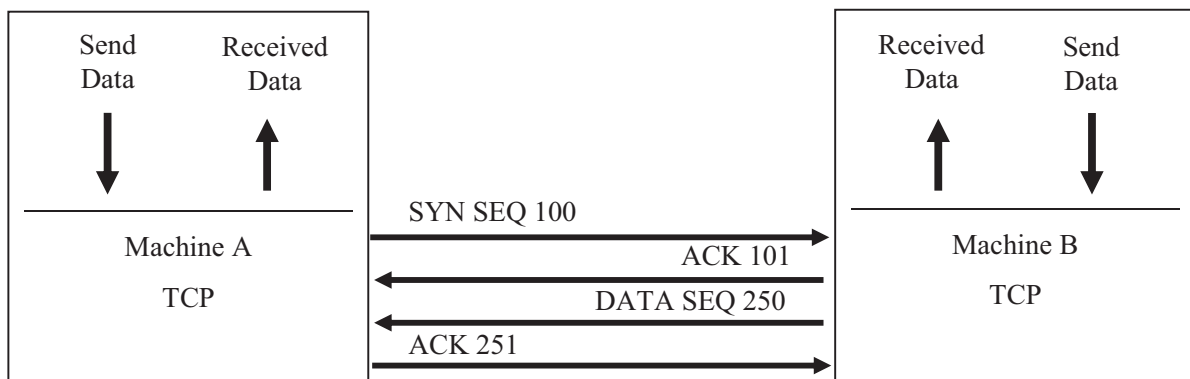 Send
Data
Received
Data
Machine A
TCP
SYN SEQ 100
ACK 101
DATA SEQ 250
ACK 251
Received
Data
Send
Data
Machine B
TCP